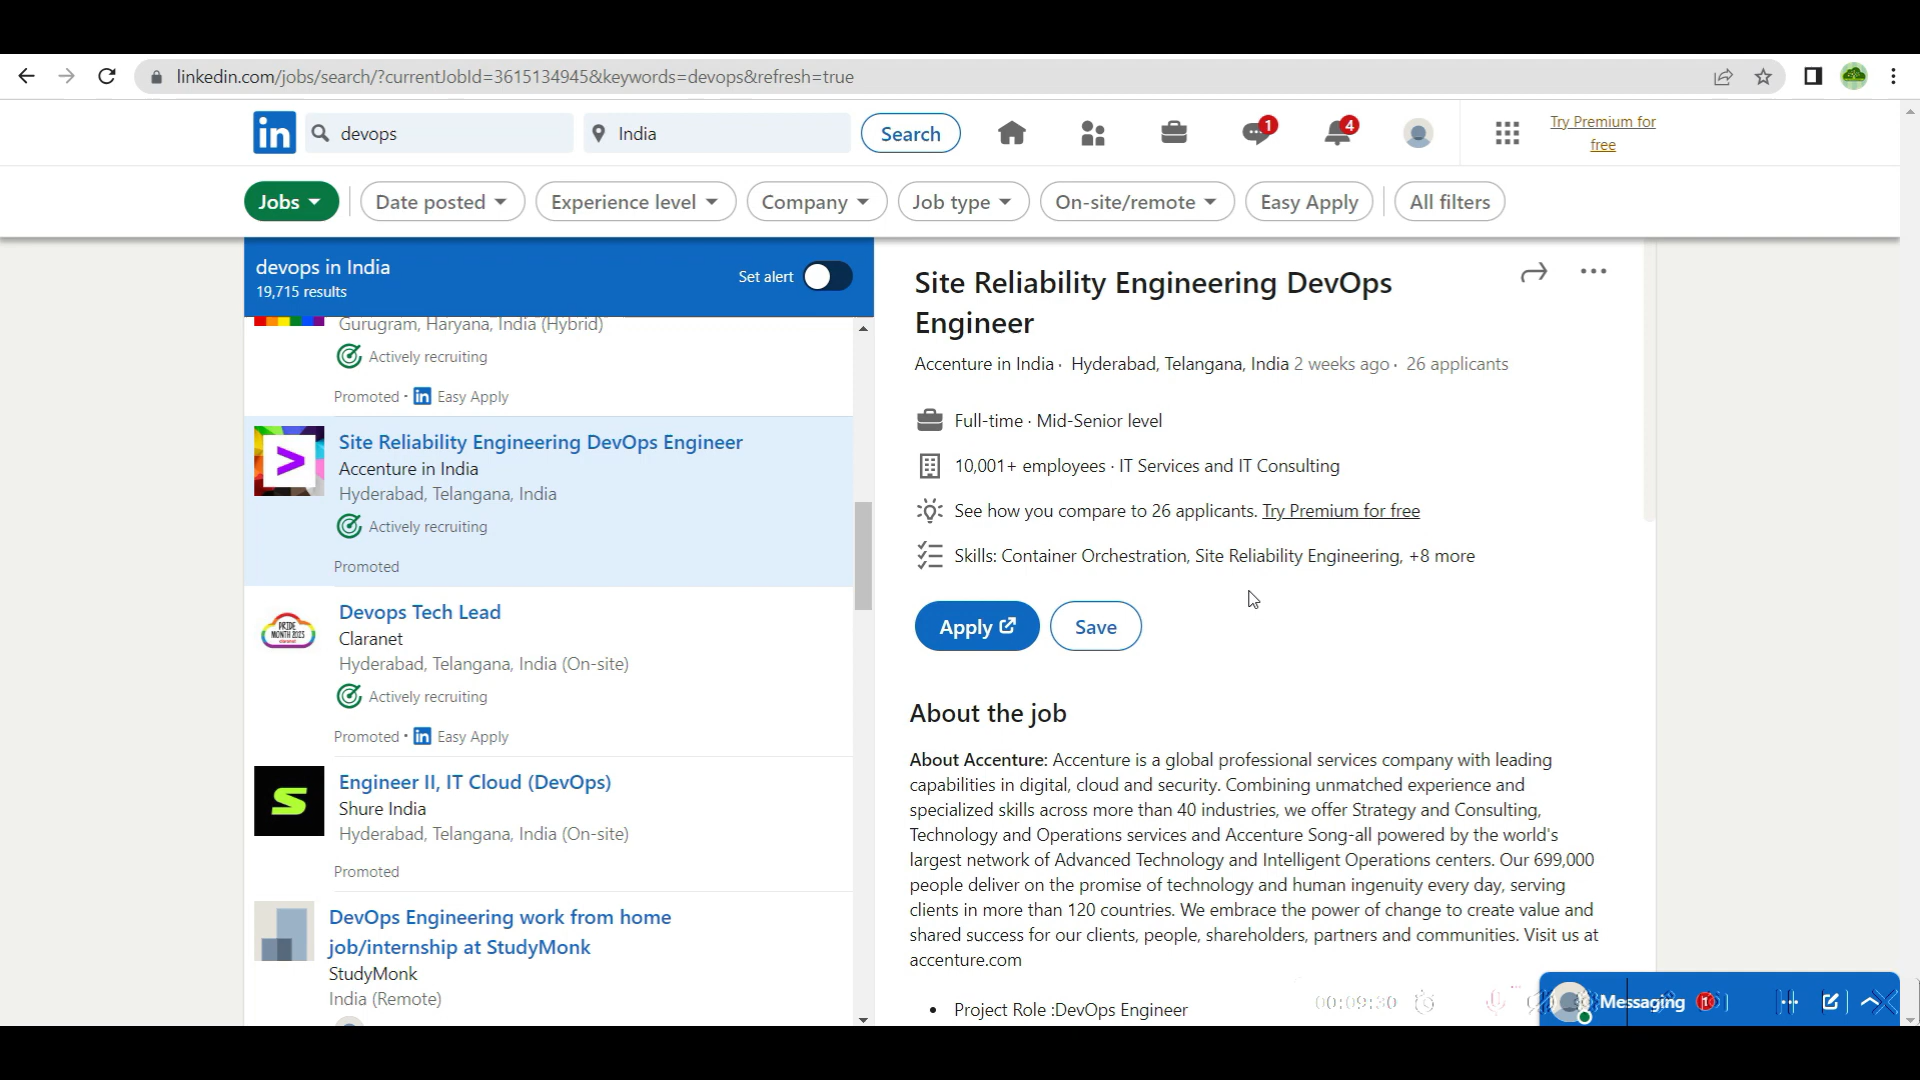 linkedin.com/jobs/search/?currentJobId=3615134945&keywords=devops&refresh=true
in
devops
India
Search
1
4
Try Premium for
free
Jobs
Date posted
Experience level
Company
Job type
On-site/remote
Easy Apply
All filters
devops in India
19,715 results
Set alert
Gurugram, Haryana, India (Hybrid)
Actively recruiting
Promoted · in Easy Apply
Site Reliability Engineering DevOps Engineer
Accenture in India
Hyderabad, Telangana, India
Actively recruiting
Promoted
PRIDE
MONTH 2023
claranet
Devops Tech Lead
Claranet
Hyderabad, Telangana, India (On-site)
Actively recruiting
Promoted · in Easy Apply
Engineer II, IT Cloud (DevOps)
Shure India
Hyderabad, Telangana, India (On-site)
Promoted
DevOps Engineering work from home
job/internship at StudyMonk
StudyMonk
India (Remote)
Site Reliability Engineering DevOps
Engineer
Accenture in India · Hyderabad, Telangana, India 2 weeks ago · 26 applicants
Full-time · Mid-Senior level
10,001+ employees · IT Services and IT Consulting
See how you compare to 26 applicants. Try Premium for free
Skills: Container Orchestration, Site Reliability Engineering, +8 more
Apply
Save
About the job
About Accenture: Accenture is a global professional services company with leading
capabilities in digital, cloud and security. Combining unmatched experience and
specialized skills across more than 40 industries, we offer Strategy and Consulting,
Technology and Operations services and Accenture Song-all powered by the world's
largest network of Advanced Technology and Intelligent Operations centers. Our 699,000
people deliver on the promise of technology and human ingenuity every day, serving
clients in more than 120 countries. We embrace the power of change to create value and
shared success for our clients, people, shareholders, partners and communities. Visit us at
accenture.com
• Project Role :DevOps Engineer
00:09:30
Messaging
1